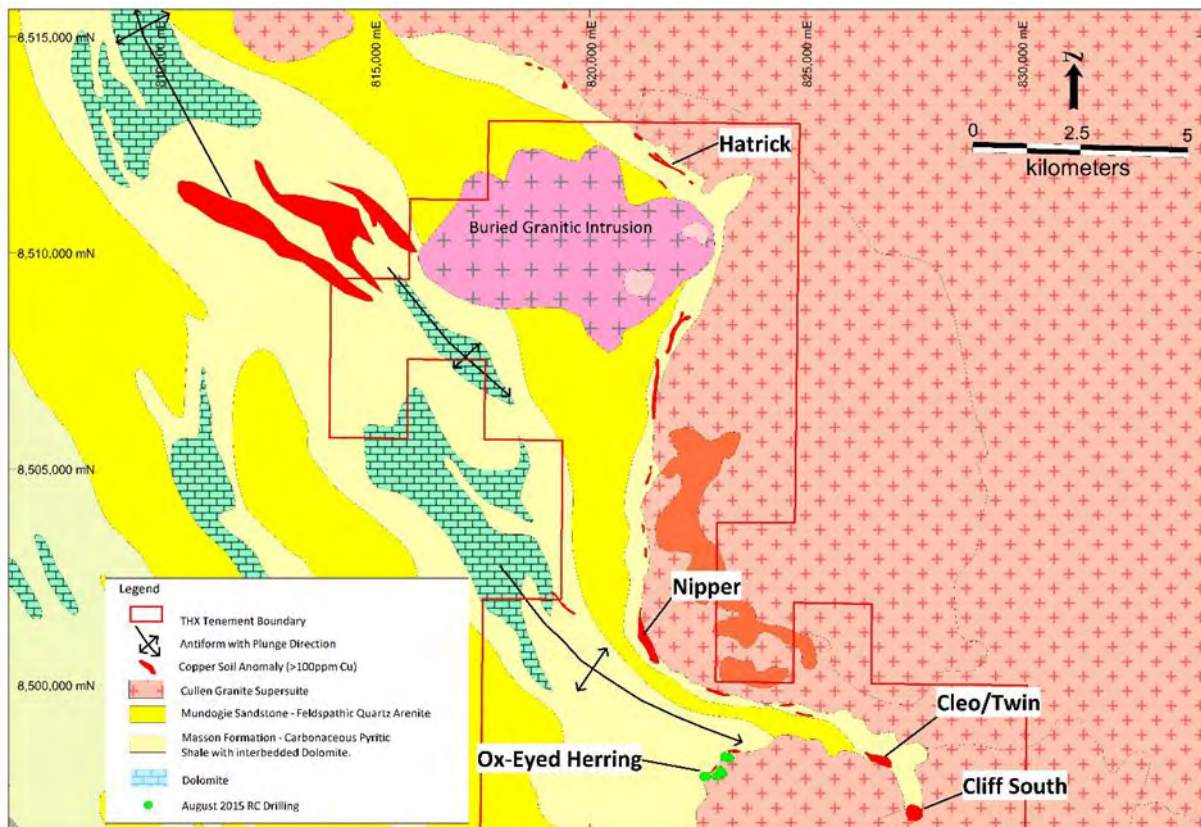 8,515,000 mN
810,000 mE
815,000 mE
820,000 mE
825,000 mE
830,000 mE
0 2.5 5
kilometers
Hatrick
Buried Granitic Intrusion
8,510,000 mN
8,505,000 mN
Nipper
8,500,000 mN
Cleo/Twin
Ox-Eyed Herring
Cliff South
Legend
THX Tenement Boundary
Antiform with Plunge Direction
Copper Soil Anomaly (>100ppm Cu)
Cullen Granite Supersuite
Mundogie Sandstone - Feldspathic Quartz Arenite
Masson Formation - Carbonaceous Pyritic
Shale with interbedded Dolomite.
Dolomite
August 2015 RC Drilling